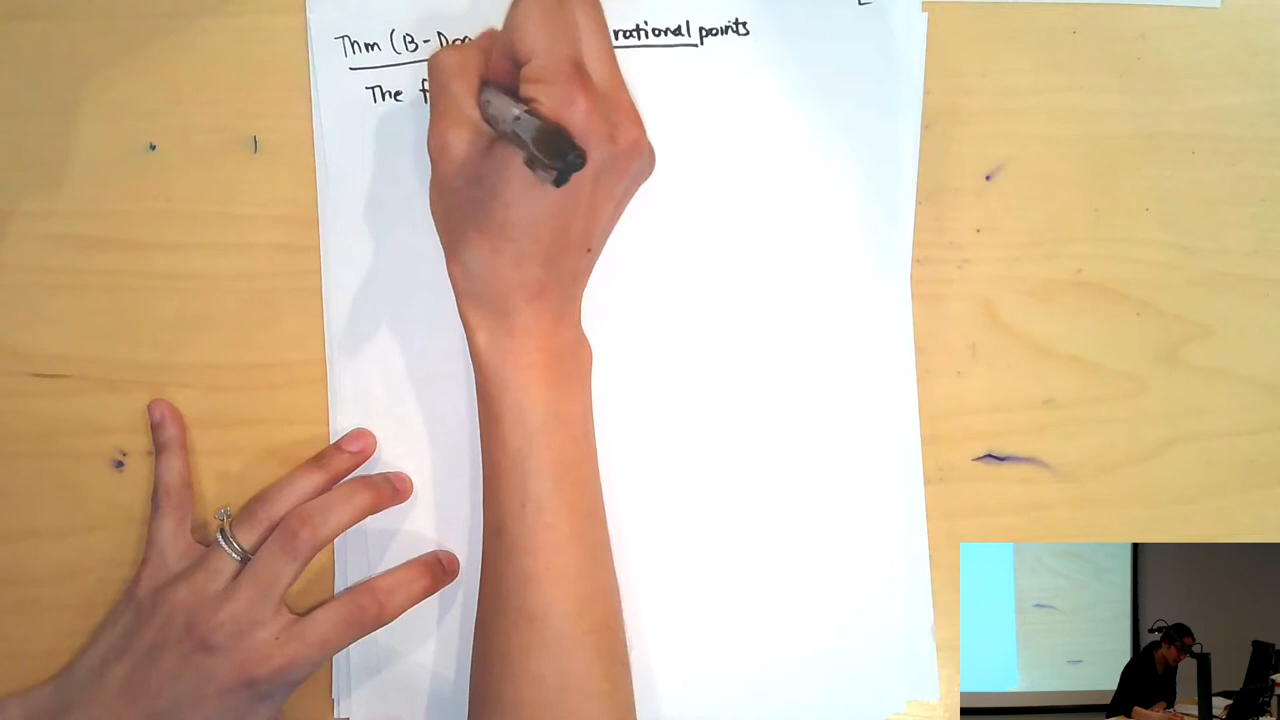 Thm (B- rational points
The